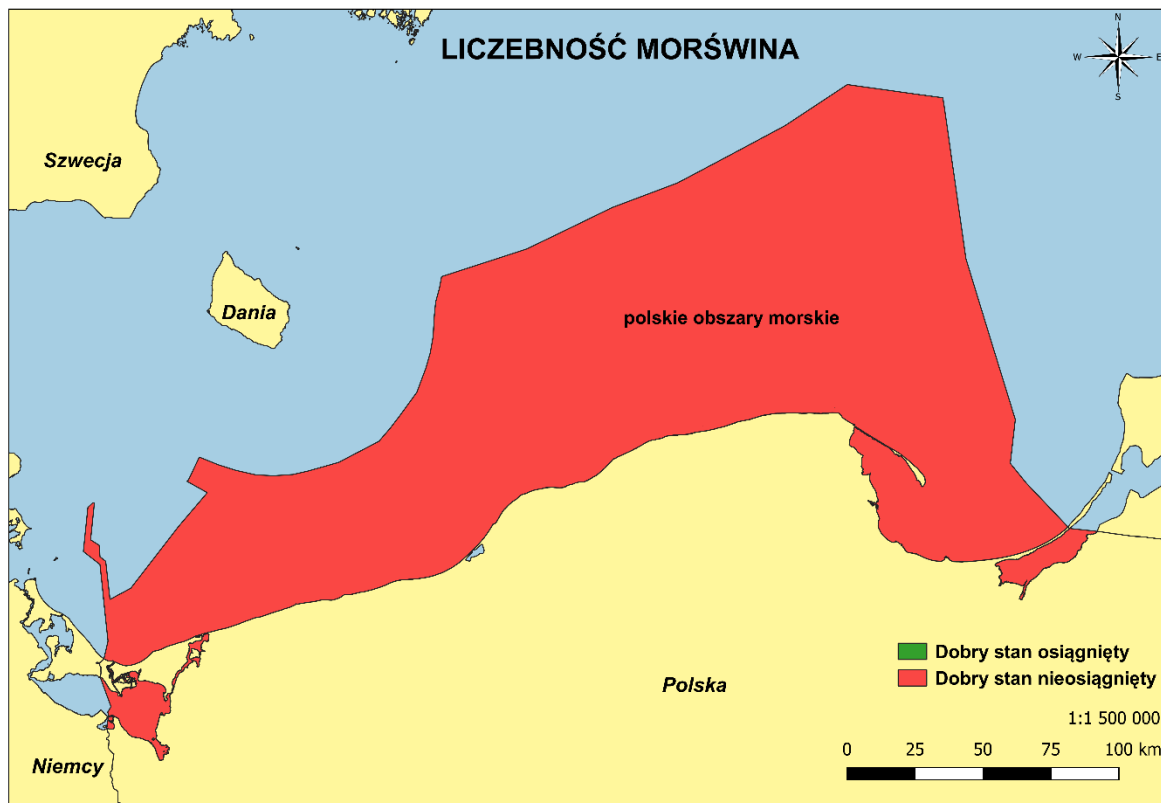 LICZEBNOŚĆ MORŚWINA
N
W E
S
Szwecja
Dania
polskie obszary morskie
Dobry stan osiągnięty
Dobry stan nieosiągnięty
Polska
1:1 500 000
0 25 50 75 100 km
Niemcy